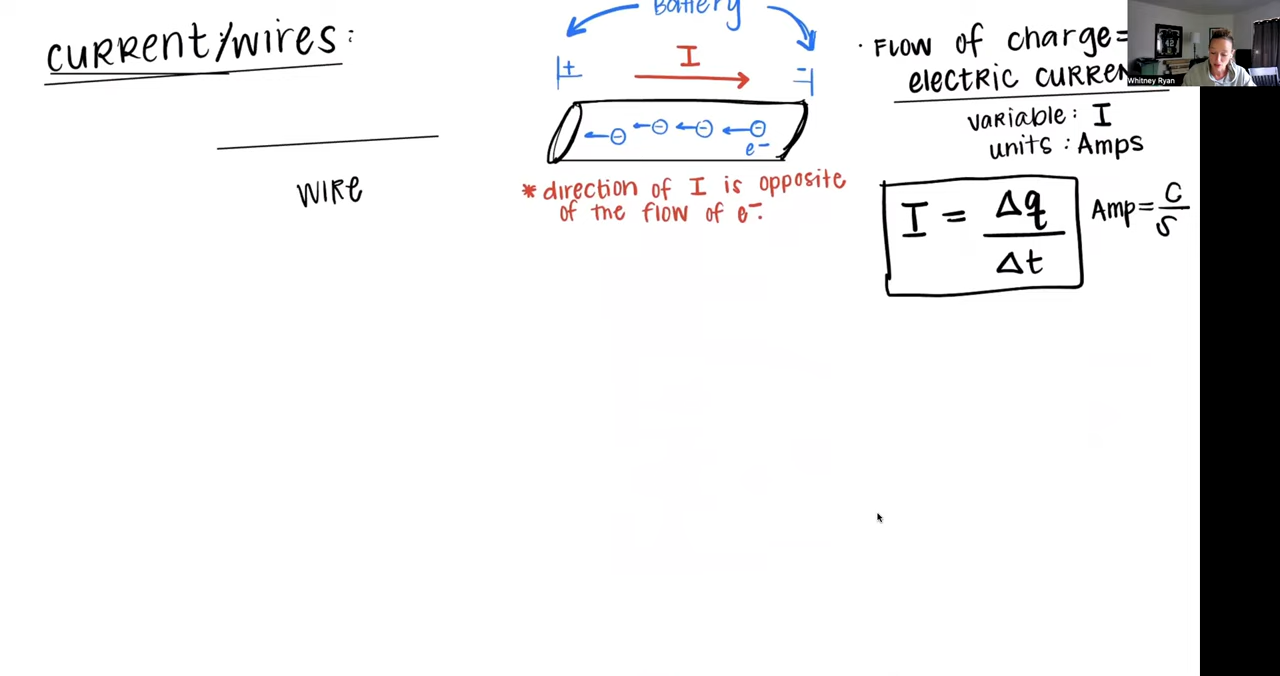 CURRENT/WIRES:
WIRE
Battery
|+
I
-|
e-
* direction of I is opposite
of the flow of e-.
· FLOW of charge=
electric
variable: I
units: Amps
I = Δq
Δt
Amp = C
S
Whitney Ryan
42